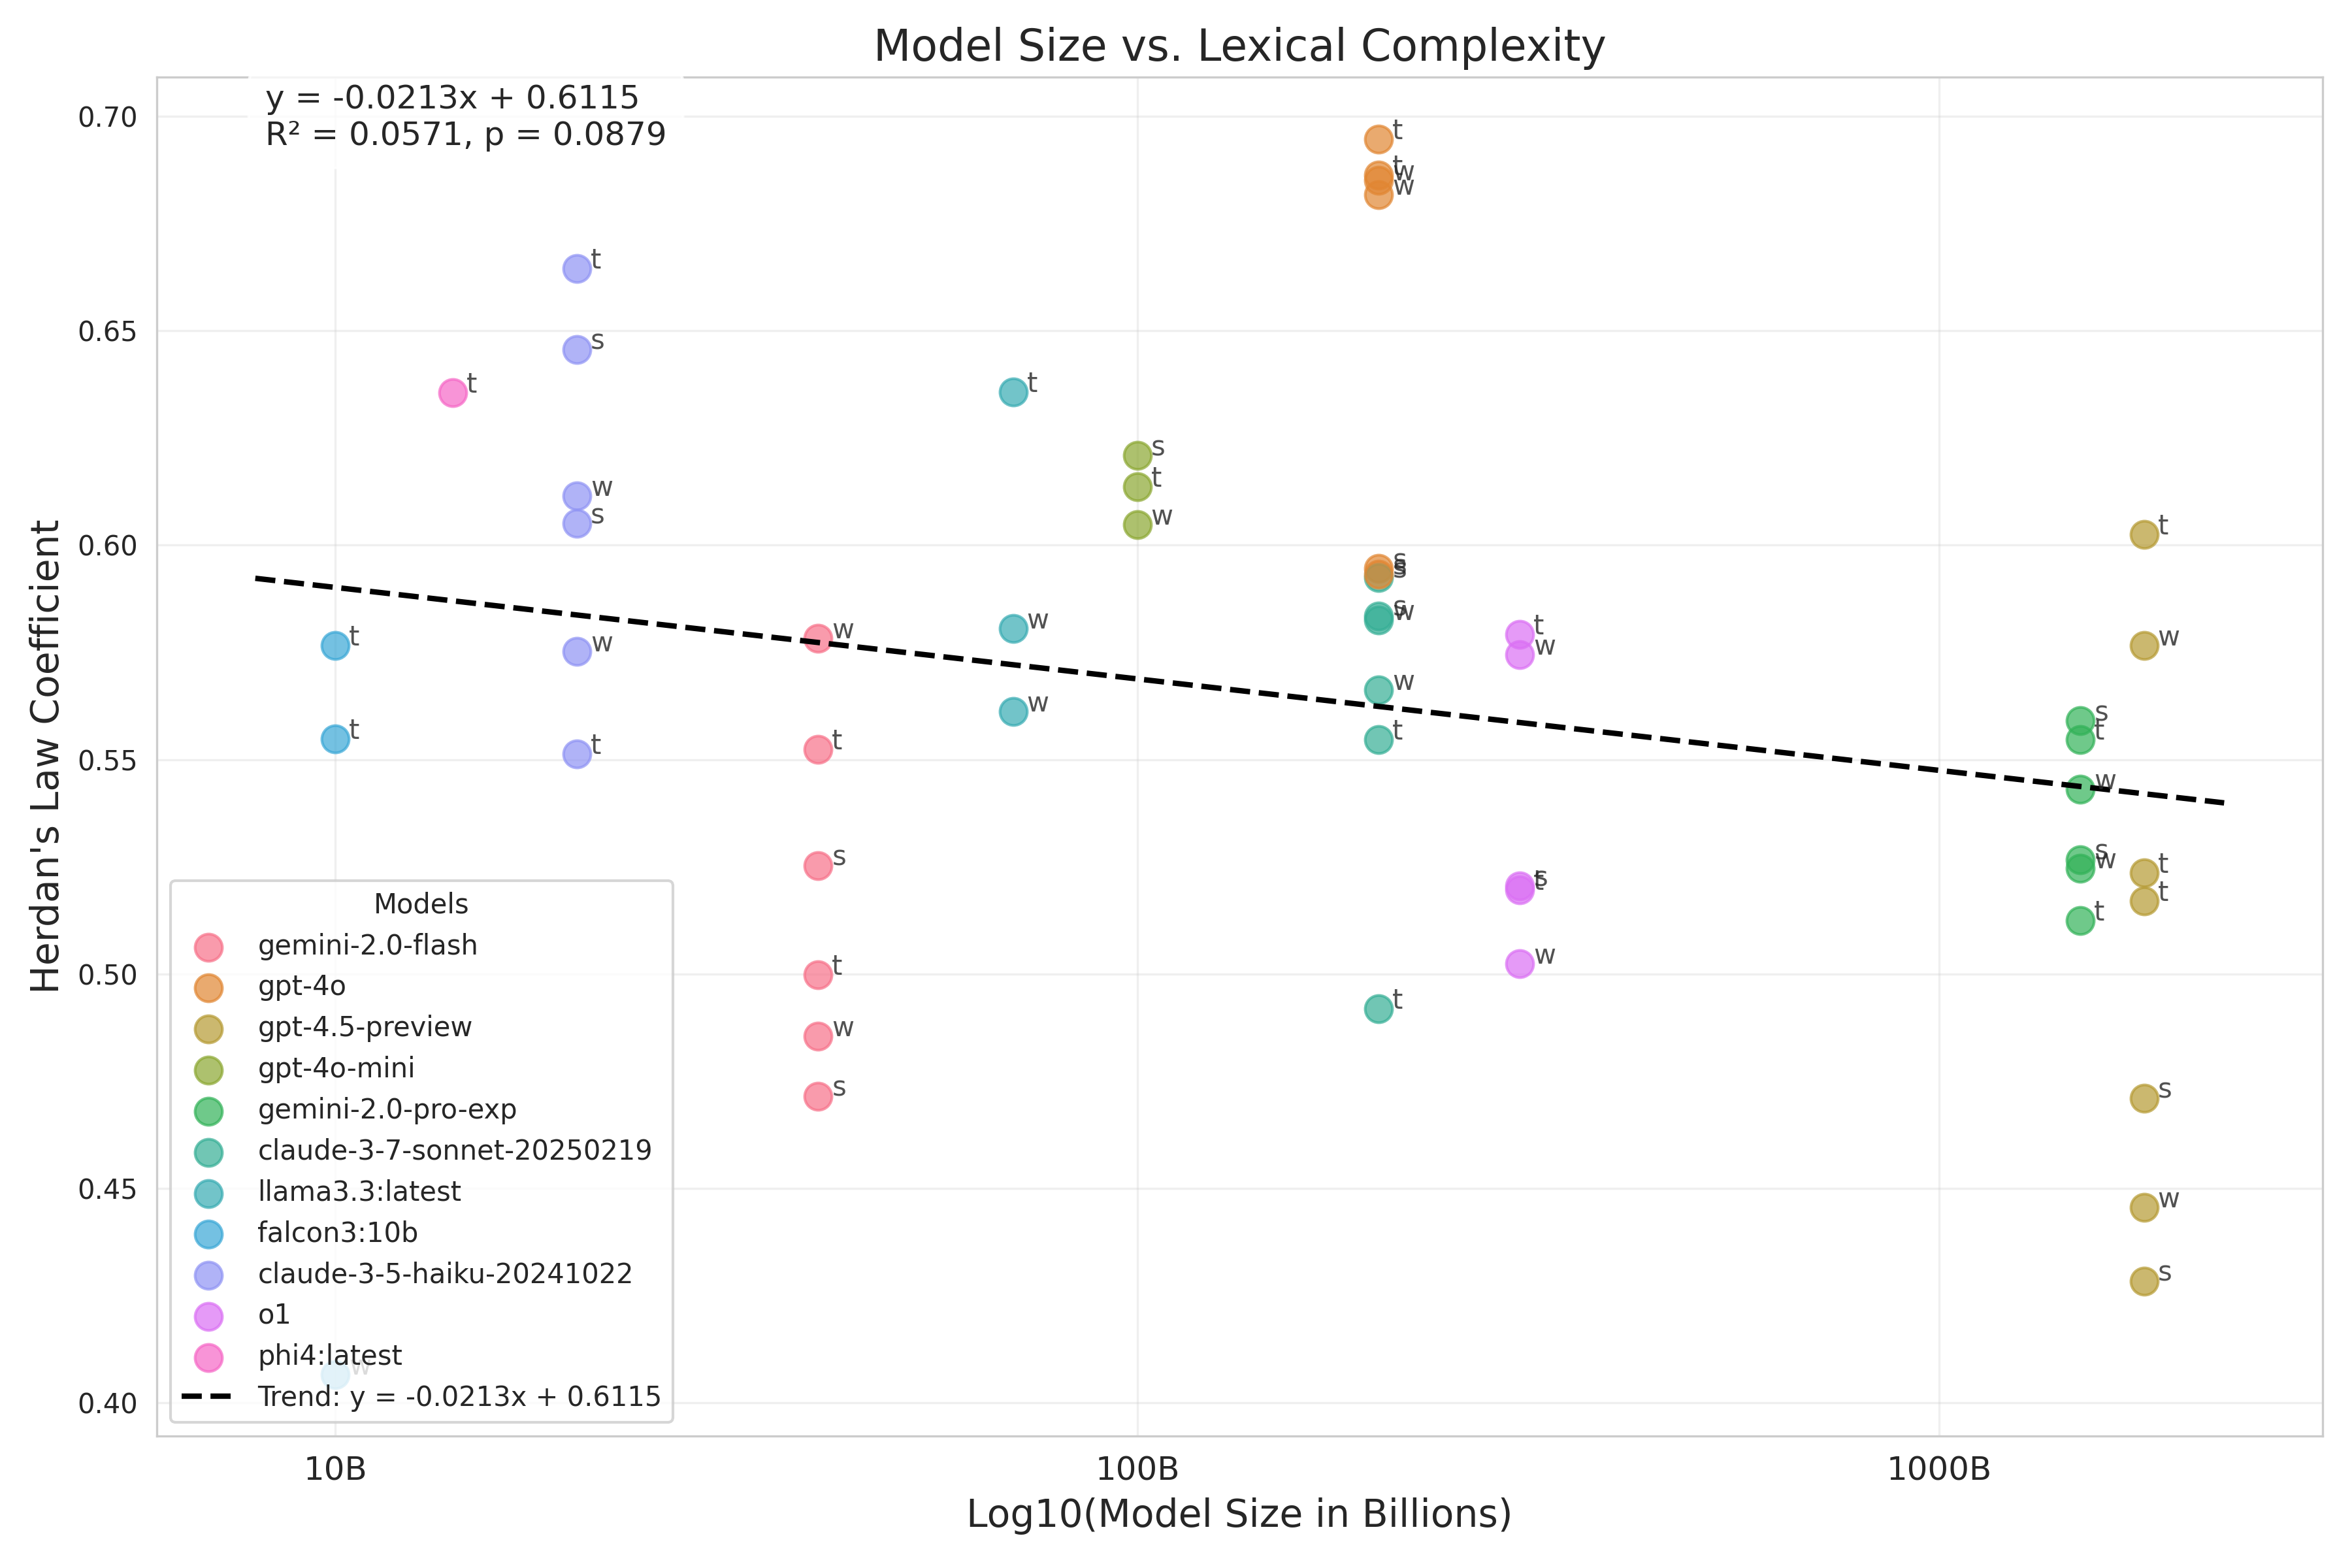 Model Size vs. Lexical Complexity
y = -0.0213x + 0.6115
R² = 0.0571, p = 0.0879
0.70
0.65
0.60
0.55
0.50
0.45
0.40
Herdan's Law Coefficient
t
t
w
w
t
s
t
t
s
t
w
w
s
s
s
s
t
t
w
s
w
w
t
w
w
w
w
s
t
w
t
t
t
t
w
s
s
w
t
s
t
t
t
w
w
s
s
w
s
t
Models
gemini-2.0-flash
gpt-4o
gpt-4.5-preview
gpt-4o-mini
gemini-2.0-pro-exp
claude-3-7-sonnet-20250219
llama3.3:latest
falcon3:10b
claude-3-5-haiku-20241022
o1
phi4:latest
w
Trend: y = -0.0213x + 0.6115
10B
100B
1000B
Log10(Model Size in Billions)